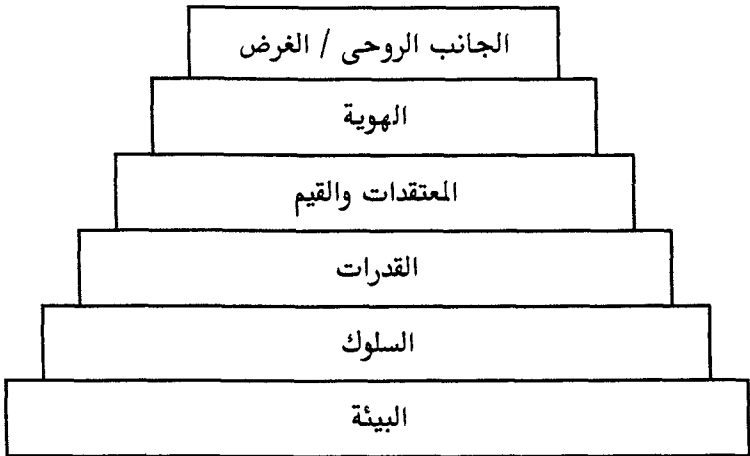 الجانب الروحى / الغرض
الهوية
المعتقدات والقيم
القدرات
السلوك
البيئة